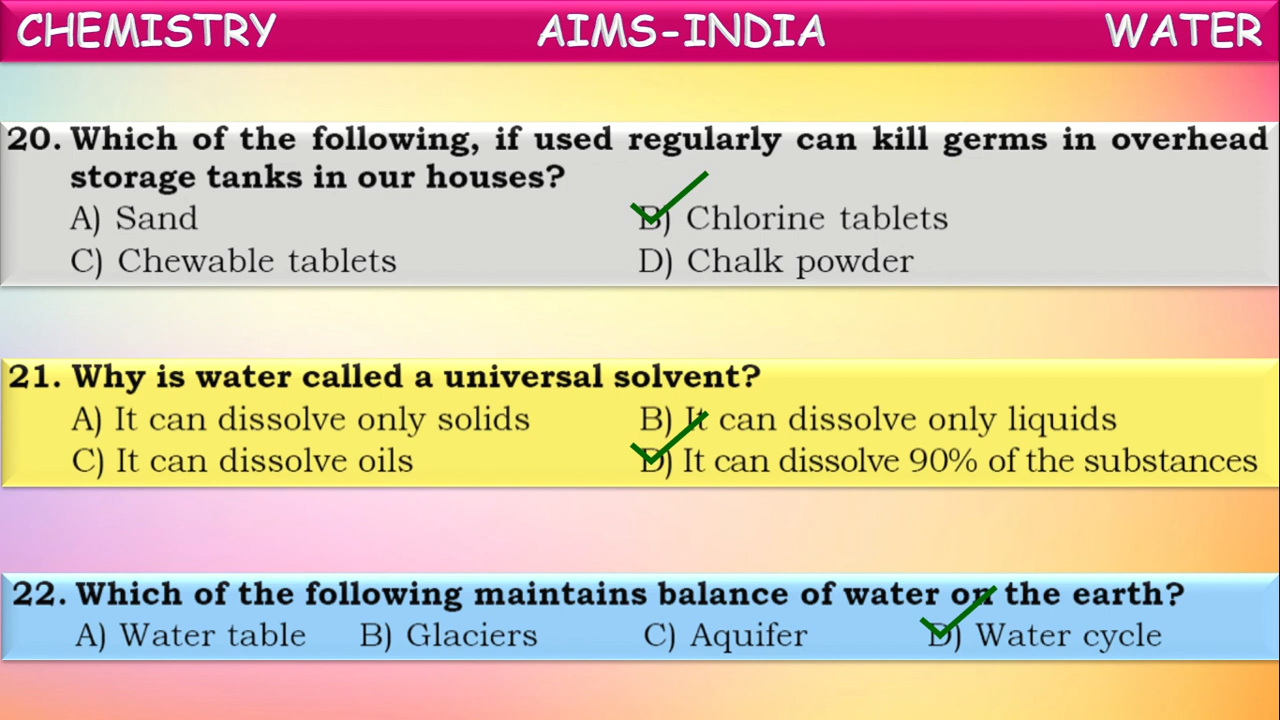 CHEMISTRY AIMS-INDIA WATER
20. Which of the following, if used regularly can kill germs in overhead
storage tanks in our houses?
A) Sand B) Chlorine tablets
C) Chewable tablets D) Chalk powder
21. Why is water called a universal solvent?
A) It can dissolve only solids B) It can dissolve only liquids
C) It can dissolve oils D) It can dissolve 90% of the substances
22. Which of the following maintains balance of water on the earth?
A) Water table B) Glaciers C) Aquifer D) Water cycle